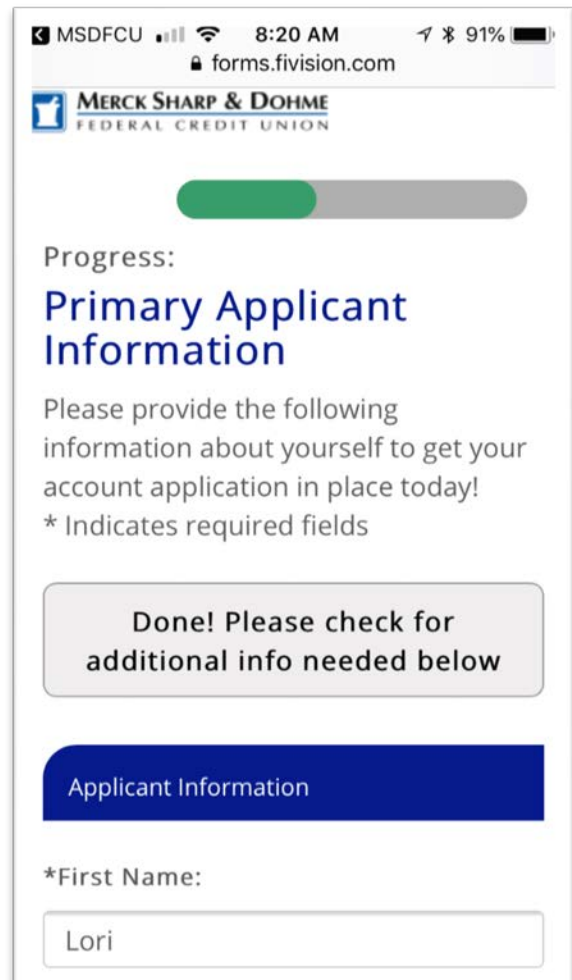 MSDFCU 8:20 AM 91%
forms.fivision.com
MERCK SHARP & DOHME
FEDERAL CREDIT UNION
Progress:
Primary Applicant
Information
Please provide the following
information about yourself to get your
account application in place today!
* Indicates required fields
Done! Please check for
additional info needed below
Applicant Information
*First Name:
Lori